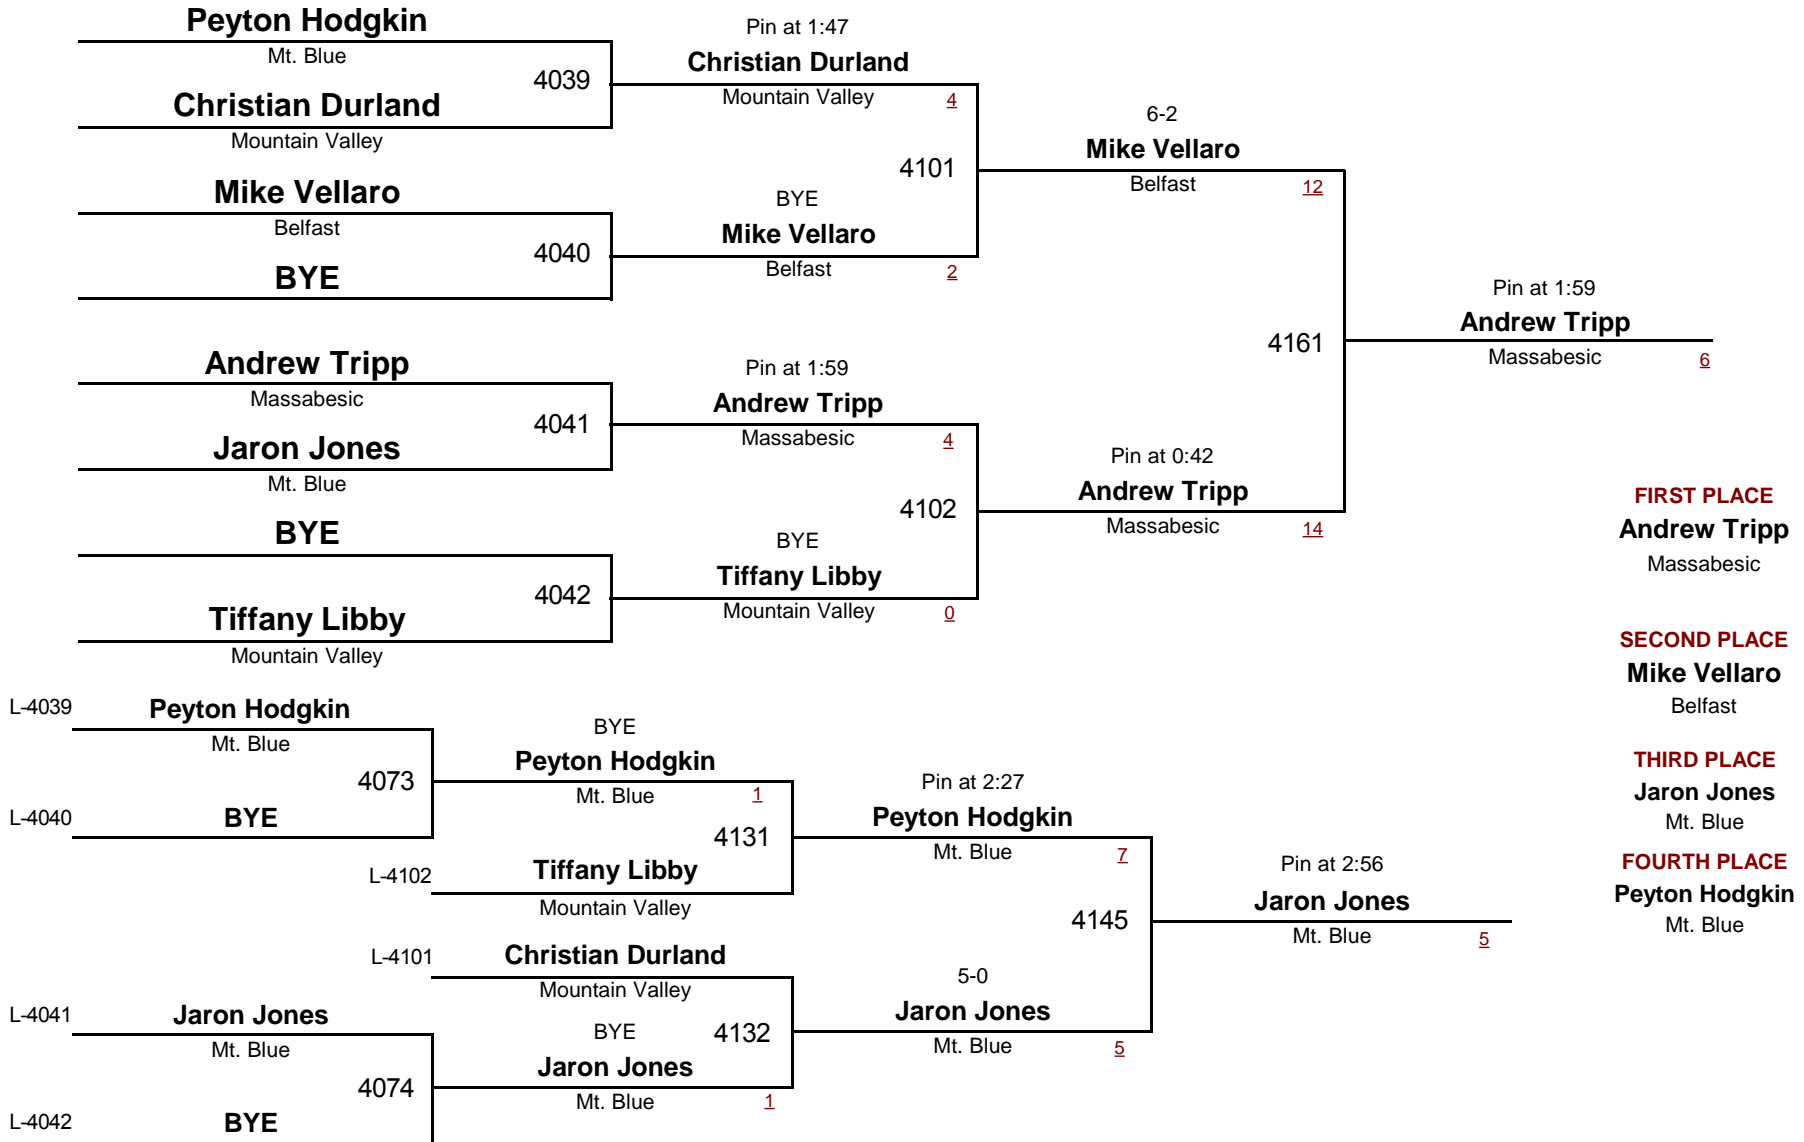 Peyton Hodgkin
Mt. Blue
4039
Christian Durland
Mountain Valley
Mike Vellaro
Belfast
4040
BYE
Andrew Tripp
Massabesic
4041
Jaron Jones
Mt. Blue
BYE
4042
Tiffany Libby
Mountain Valley
Pin at 1:47
Christian Durland
Mountain Valley 4
4101
BYE
Mike Vellaro
Belfast 2
Pin at 1:59
Andrew Tripp
Massabesic 4
4102
BYE
Tiffany Libby
Mountain Valley 0
6-2
Mike Vellaro
Belfast 12
4161
Pin at 0:42
Andrew Tripp
Massabesic 14
Pin at 1:59
Andrew Tripp
Massabesic 6
FIRST PLACE
Andrew Tripp
Massabesic
SECOND PLACE
Mike Vellaro
Belfast
THIRD PLACE
Jaron Jones
Mt. Blue
FOURTH PLACE
Peyton Hodgkin
Mt. Blue
L-4039 Peyton Hodgkin
Mt. Blue
4073
L-4040 BYE
BYE
Peyton Hodgkin
Mt. Blue 1
4131
L-4102 Tiffany Libby
Mountain Valley
L-4101 Christian Durland
Mountain Valley
L-4041 Jaron Jones
Mt. Blue
4074
L-4042 BYE
BYE
4132
Jaron Jones
Mt. Blue 1
Pin at 2:27
Peyton Hodgkin
Mt. Blue 7
4145
5-0
Jaron Jones
Mt. Blue 5
Pin at 2:56
Jaron Jones
Mt. Blue 5